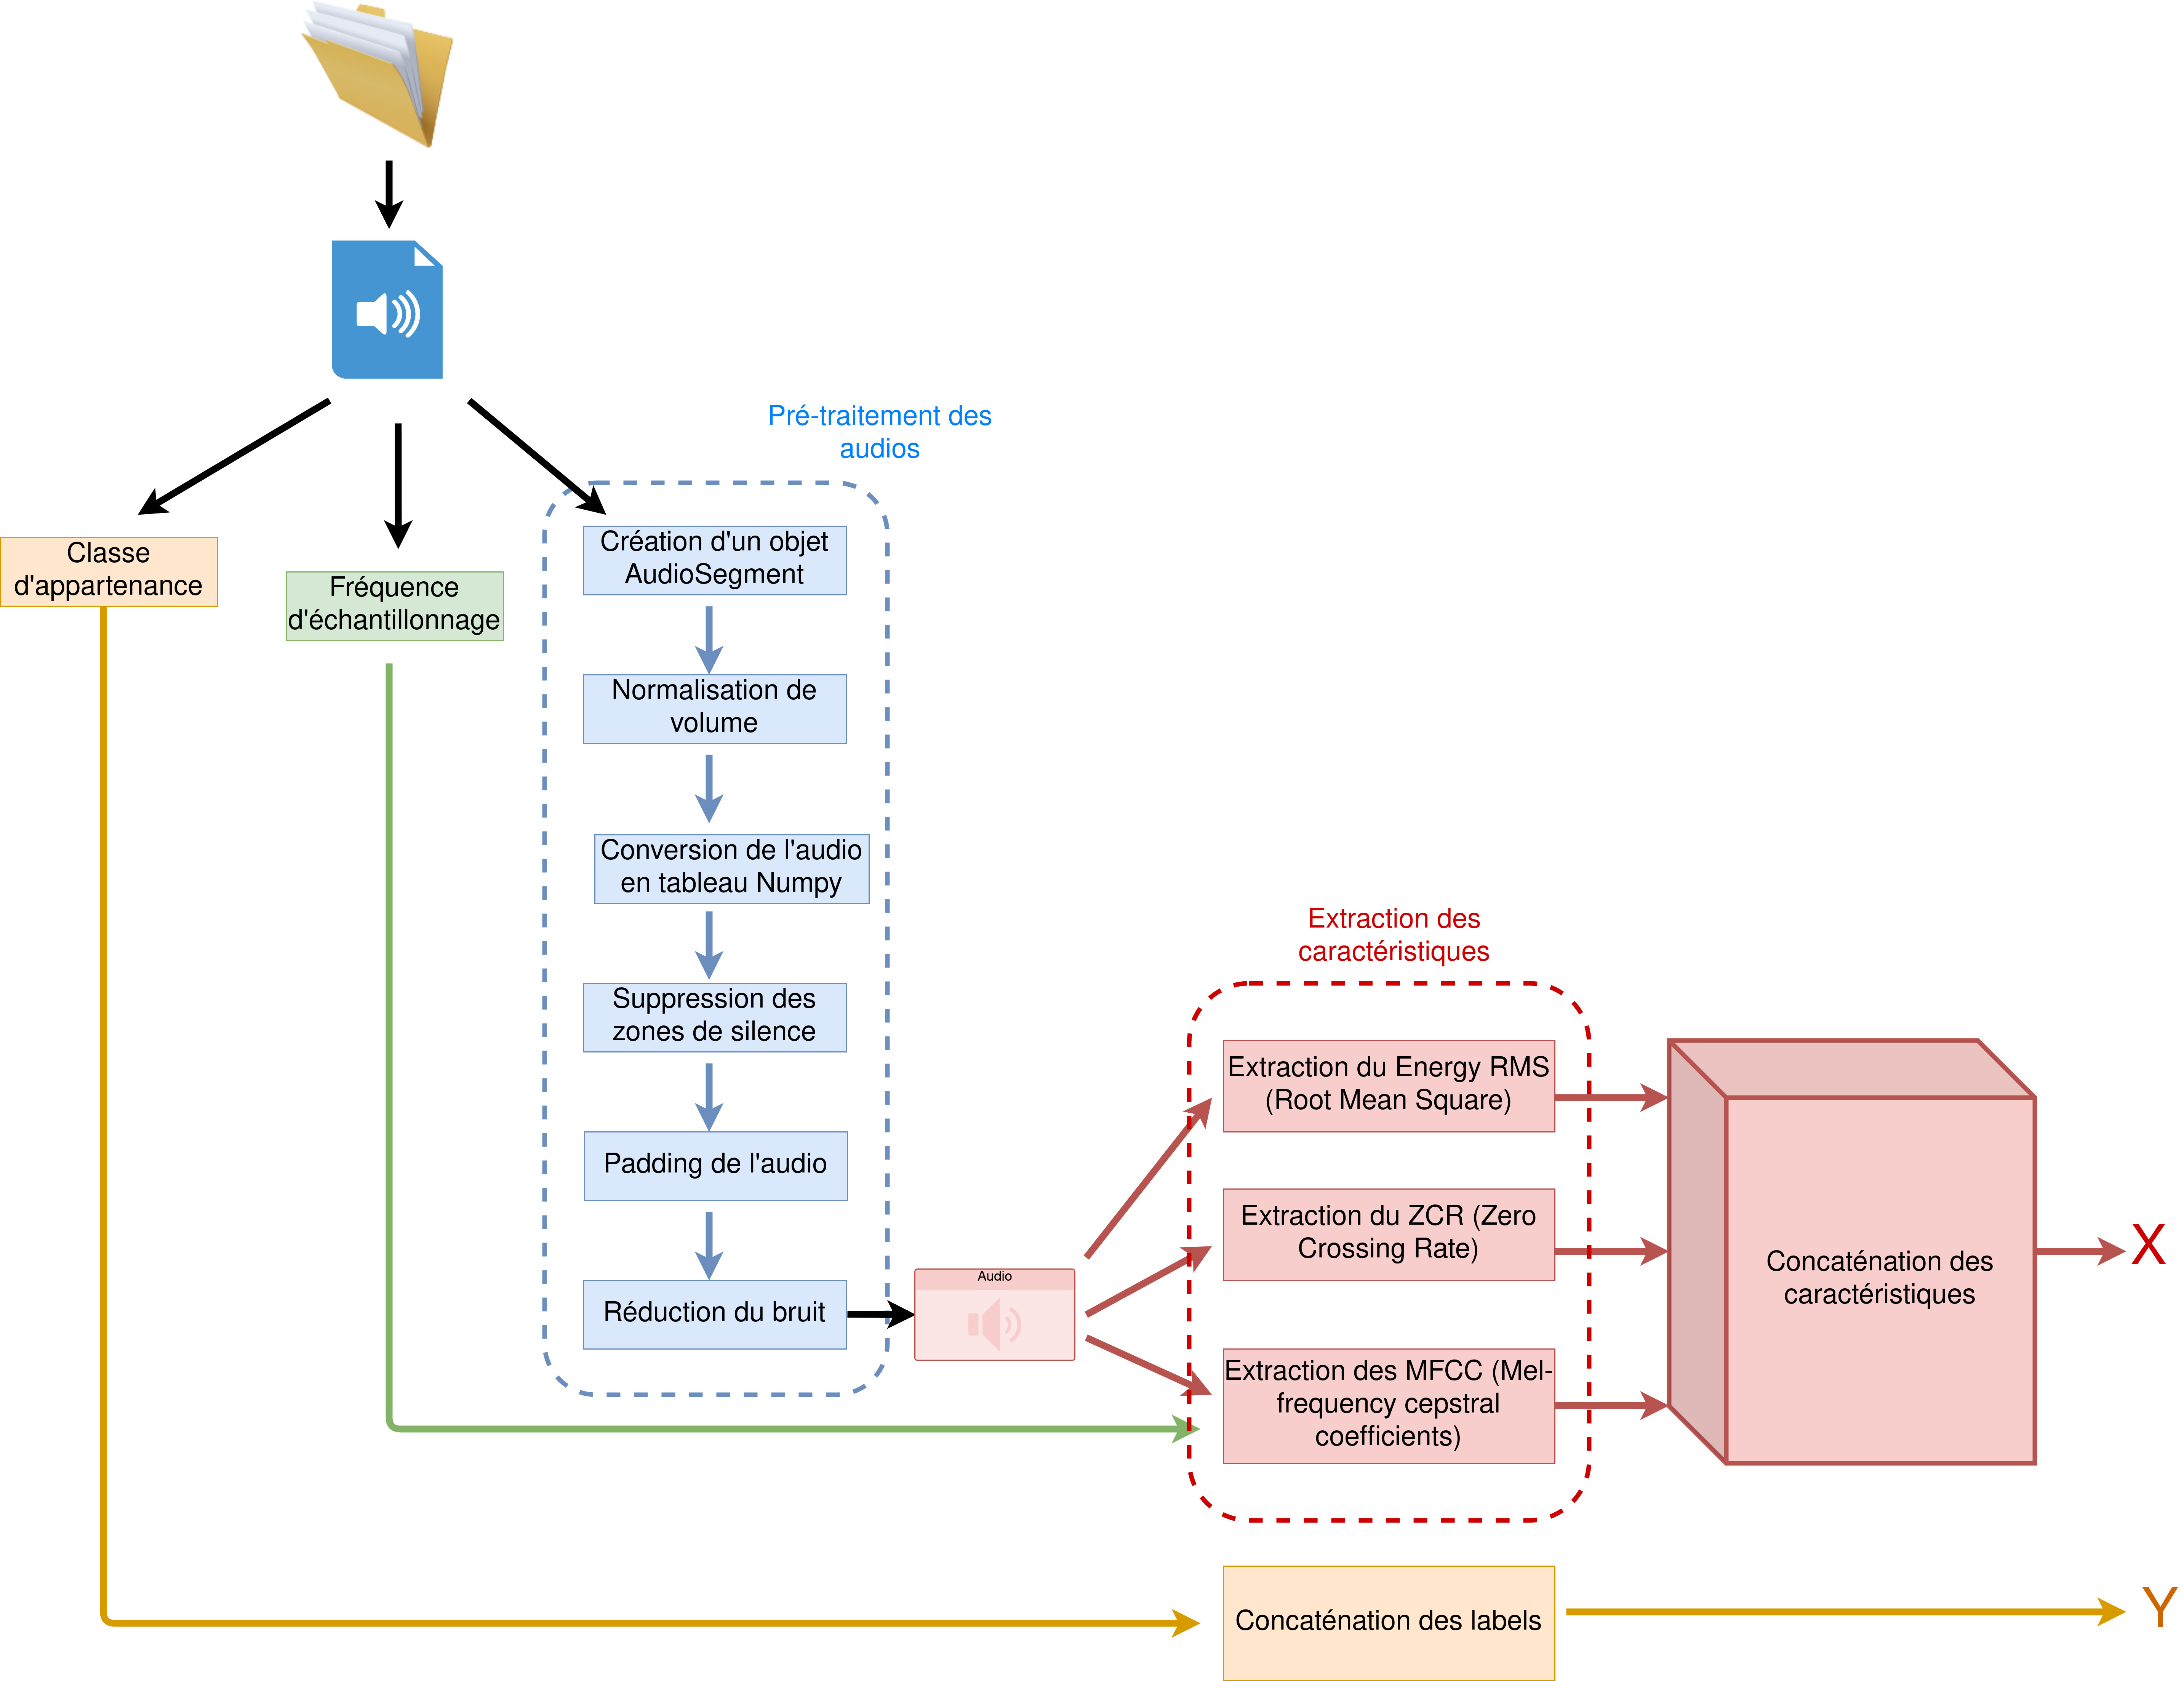 Pré-traitement des
audios
Classe
d'appartenance
Fréquence
d'échantillonnage
Création d'un objet
AudioSegment
Normalisation de
volume
Conversion de l'audio
en tableau Numpy
Suppression des
zones de silence
Padding de l'audio
Réduction du bruit
Audio
Extraction des
caractéristiques
Extraction du Energy RMS
(Root Mean Square)
Extraction du ZCR (Zero
Crossing Rate)
Extraction des MFCC (Mel-
frequency cepstral
coefficients)
Concaténation des
caractéristiques
X
Concaténation des labels
Y